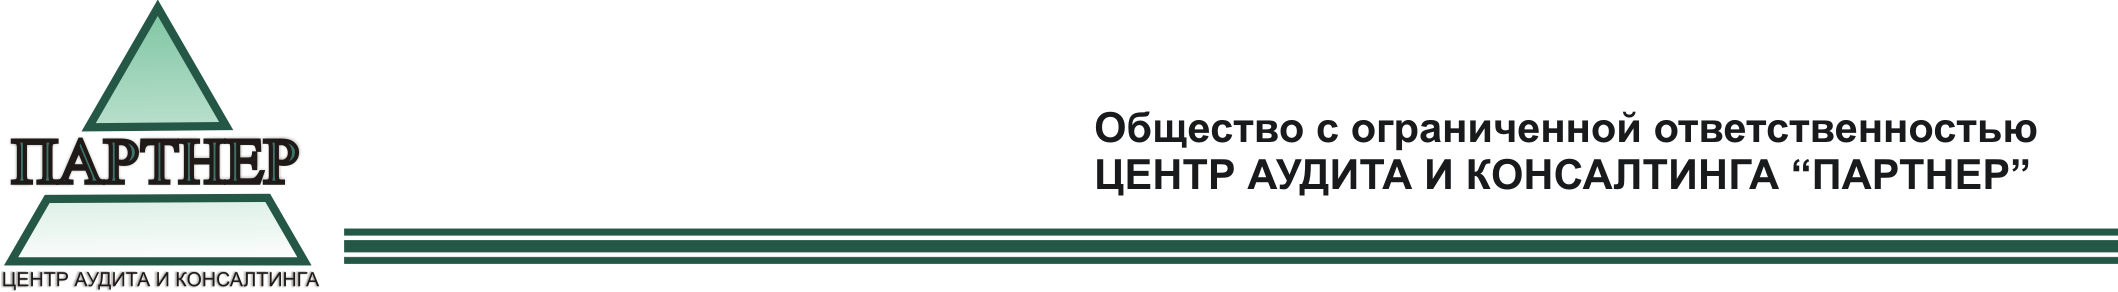 ПАРТНЕР
ЦЕНТР АУДИТА И КОНСАЛТИНГА
Общество с ограниченной ответственностью
ЦЕНТР АУДИТА И КОНСАЛТИНГА “ПАРТНЕР”